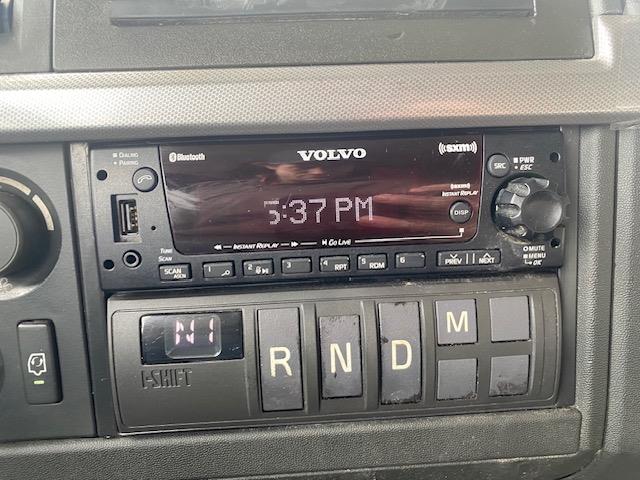 DIALING
PAIRING
Bluetooth
VOLVO
((•SXM•))
SRC
PWR
ESC
:37 PM
((•SXM•))
INSTANT REPLAY
DISP
INSTANT REPLAY
GO LIVE
TUNE
SCAN
SCAN
1
2
3
4 RPT
5 RDM
6
PREV
NEXT
MUTE
MENU
OK
N1
I-SHIFT
R
N
D
M